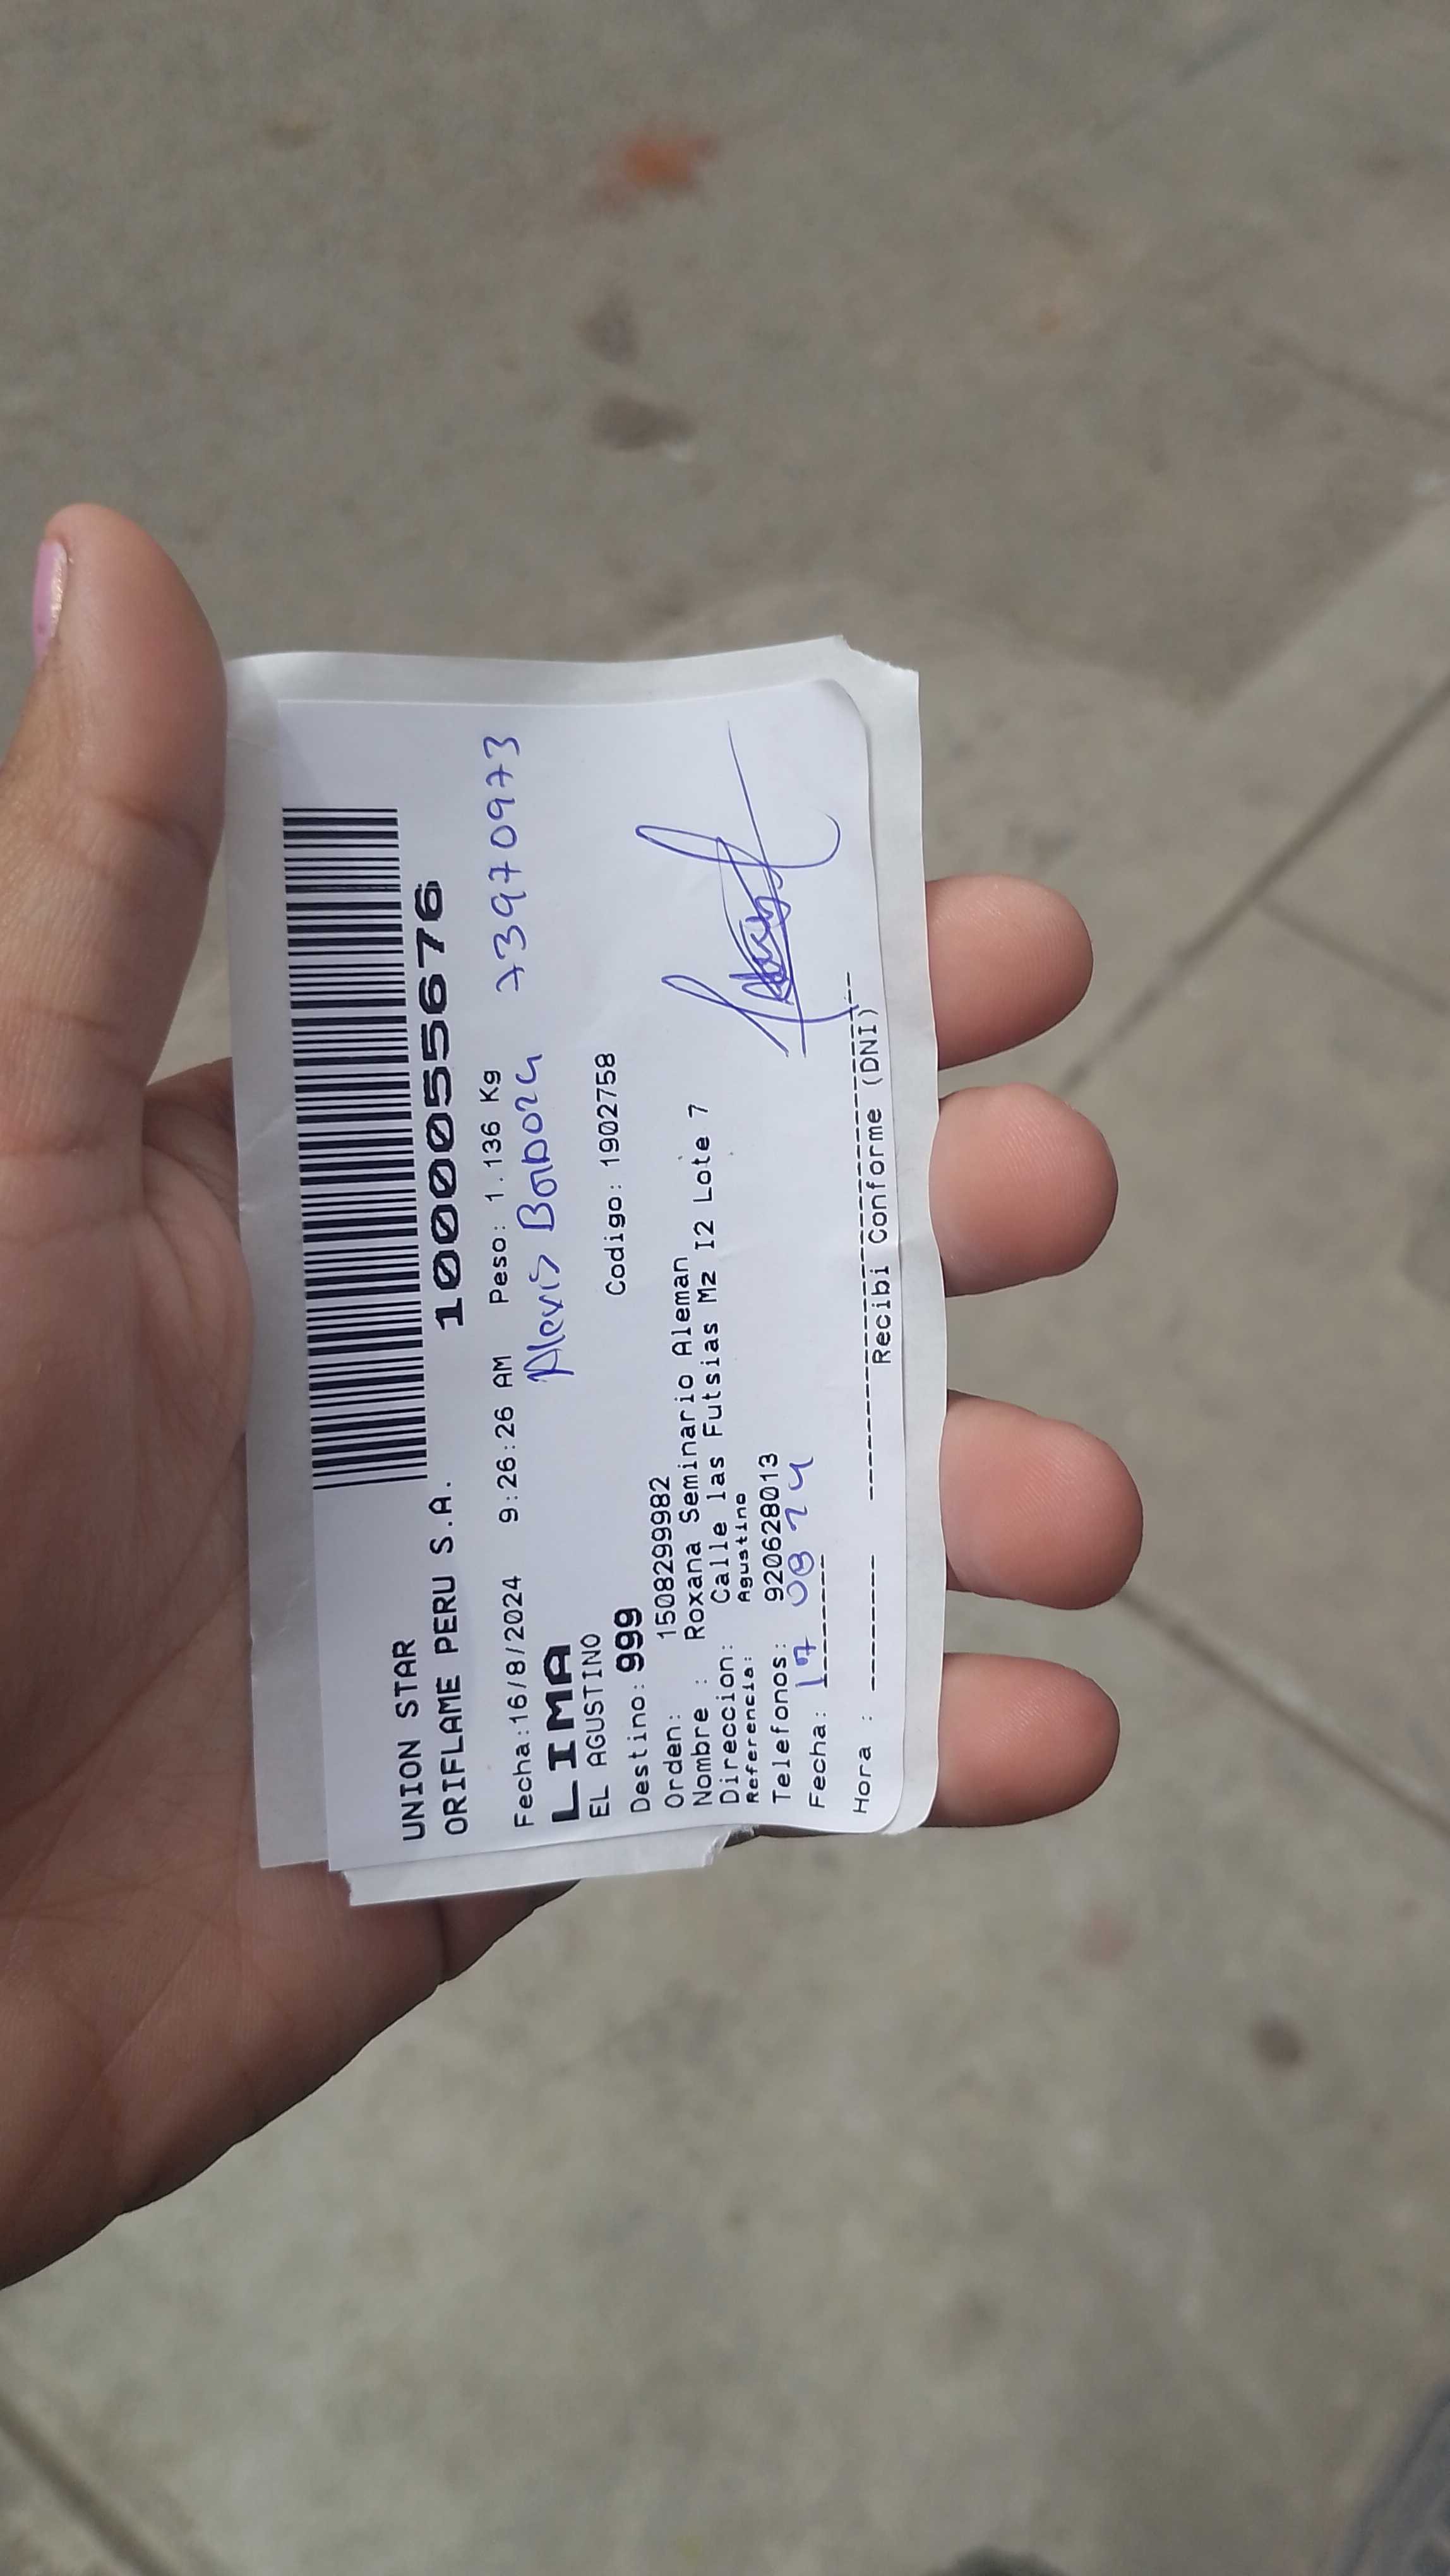 UNION STAR
ORIFLAME PERU S.A. 1000055676
Fecha:16/8/2024 9:26:26 AM Peso: 1.136 Kg 73970973
LIMA Alexis
EL AGUSTINO
Destino: 999 Codigo: 1902758
Orden: 1508299982
Nombre : Roxana Seminario Aleman
Direccion: Calle las Futsias Mz I2 Lote 7
Referencia: Agustino
Telefonos: 920628013
Fecha: 17 08 24
Hora :
Recibi Conforme (DNI)